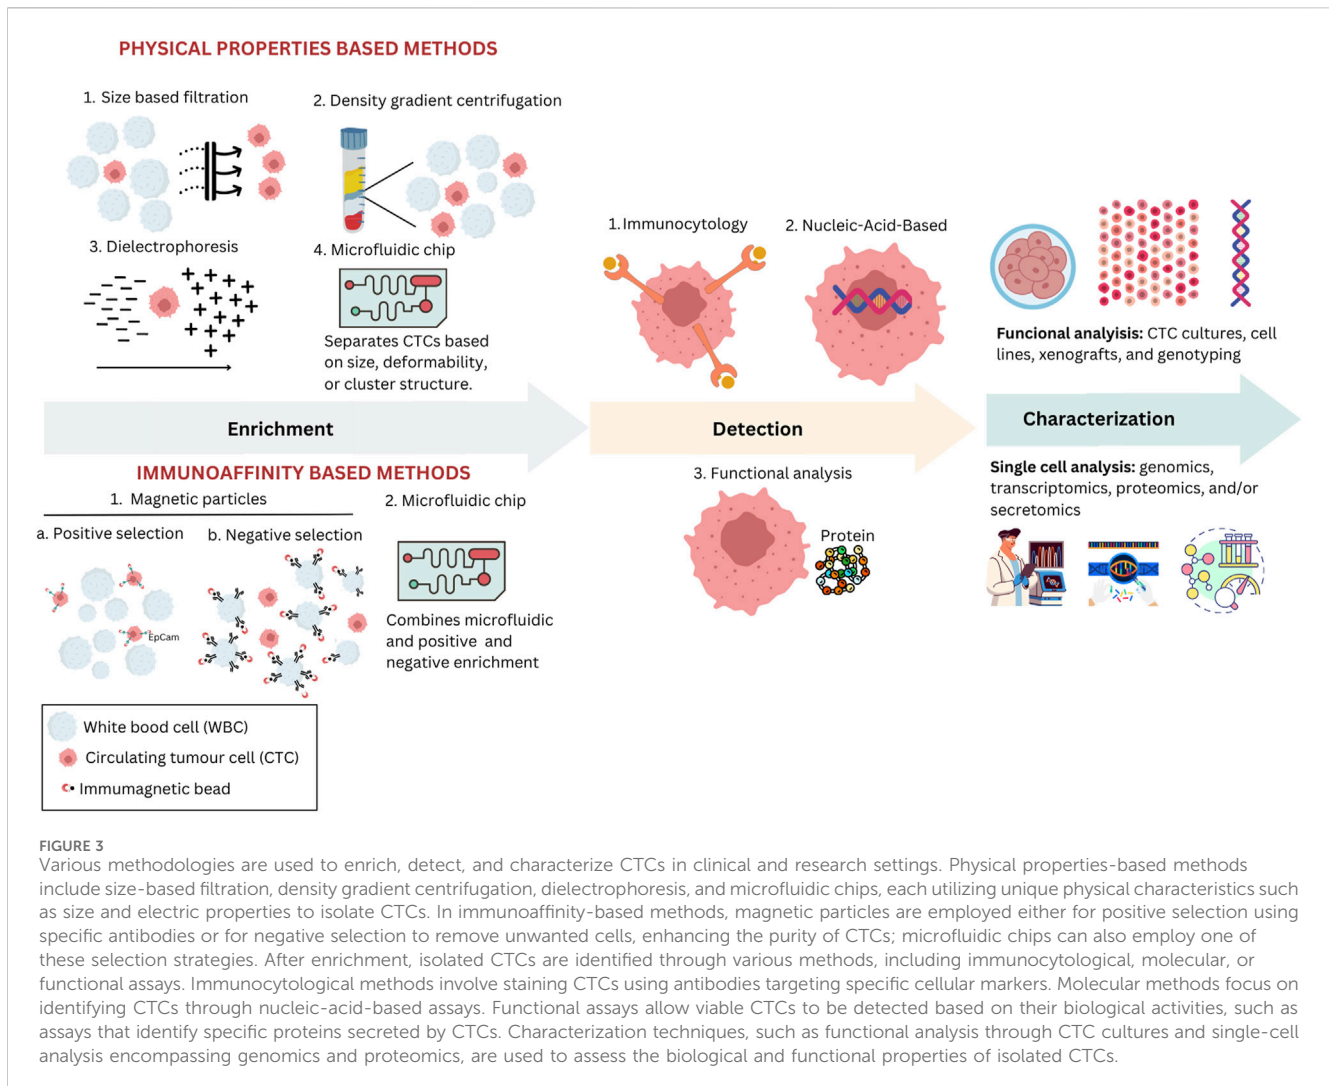 PHYSICAL PROPERTIES BASED METHODS
1. Size based filtration
2. Density gradient centrifugation
3. Dielectrophoresis
4. Microfluidic chip
Separates CTCs based
on size, deformability,
or cluster structure.
Enrichment
IMMUNOAFFINITY BASED METHODS
1. Magnetic particles
a. Positive selection
b. Negative selection
EpCam
2. Microfluidic chip
Combines microfluidic
and positive and
negative enrichment
White bood cell (WBC)
Circulating tumour cell (CTC)
Immumagnetic bead
1. Immunocytology
2. Nucleic-Acid-Based
Detection
3. Functional analysis
Protein
Funcional analysis: CTC cultures, cell
lines, xenografts, and genotyping
Characterization
Single cell analysis: genomics,
transcriptomics, proteomics, and/or
secretomics
FIGURE 3
Various methodologies are used to enrich, detect, and characterize CTCs in clinical and research settings. Physical properties-based methods
include size-based filtration, density gradient centrifugation, dielectrophoresis, and microfluidic chips, each utilizing unique physical characteristics such
as size and electric properties to isolate CTCs. In immunoaffinity-based methods, magnetic particles are employed either for positive selection using
specific antibodies or for negative selection to remove unwanted cells, enhancing the purity of CTCs; microfluidic chips can also employ one of
these selection strategies. After enrichment, isolated CTCs are identified through various methods, including immunocytological, molecular, or
functional assays. Immunocytological methods involve staining CTCs using antibodies targeting specific cellular markers. Molecular methods focus on
identifying CTCs through nucleic-acid-based assays. Functional assays allow viable CTCs to be detected based on their biological activities, such as
assays that identify specific proteins secreted by CTCs. Characterization techniques, such as functional analysis through CTC cultures and single-cell
analysis encompassing genomics and proteomics, are used to assess the biological and functional properties of isolated CTCs.